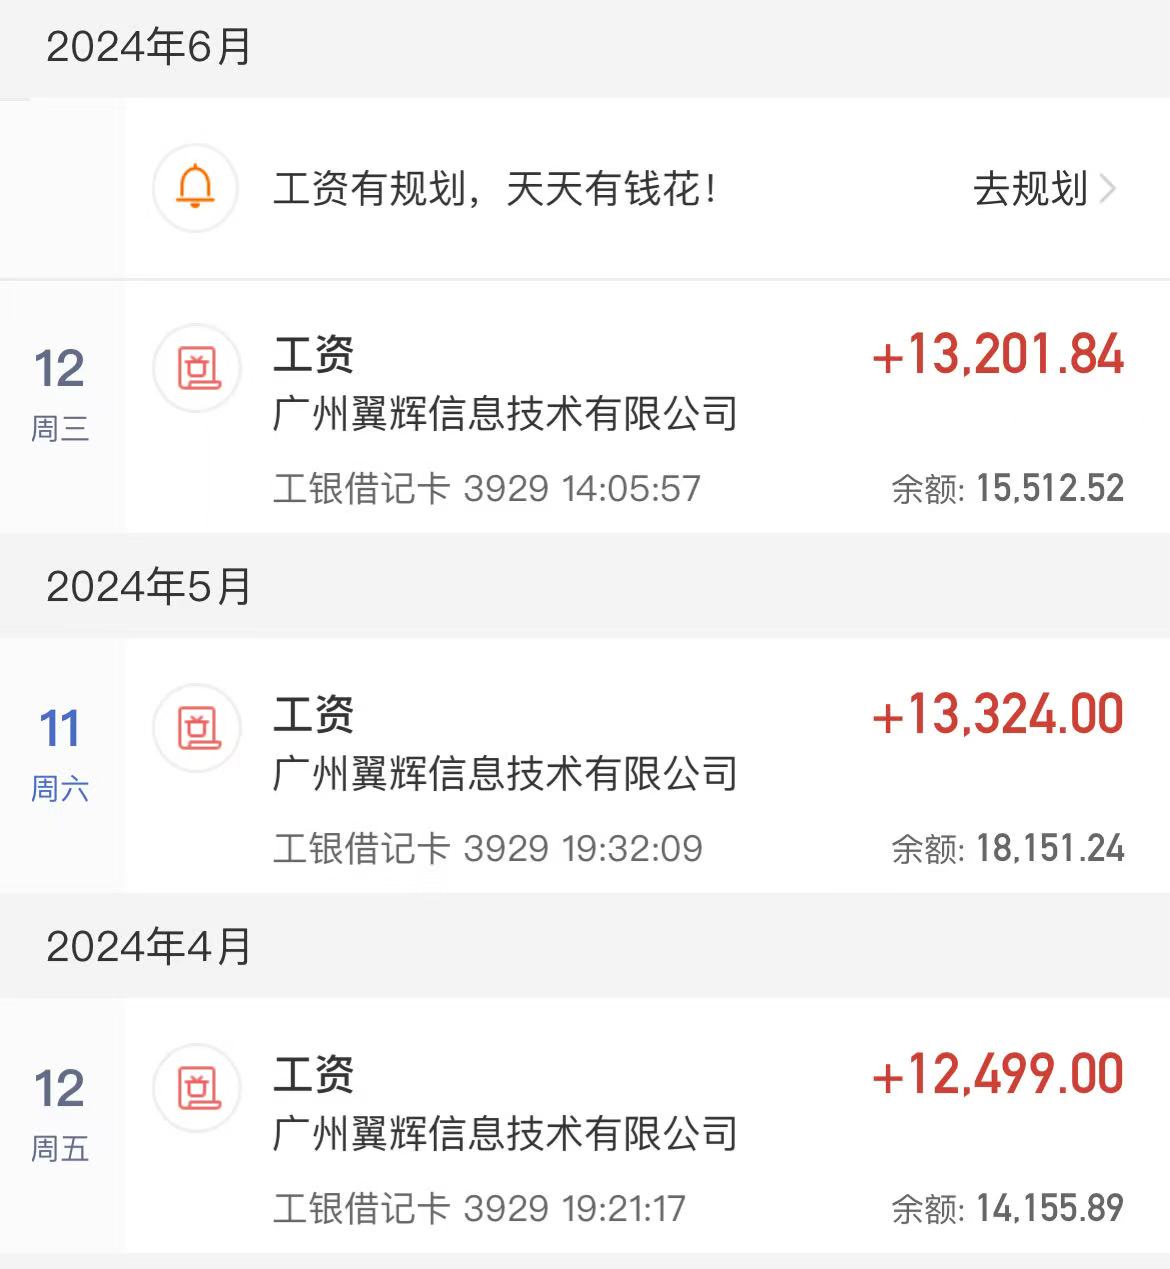 2024年6月
工资有规划，天天有钱花！
去规划
12
周三
工资
+13,201.84
广州翼辉信息技术有限公司
工银借记卡 3929 14:05:57
余额: 15,512.52
2024年5月
11
周六
工资
+13,324.00
广州翼辉信息技术有限公司
工银借记卡 3929 19:32:09
余额: 18,151.24
2024年4月
12
周五
工资
+12,499.00
广州翼辉信息技术有限公司
工银借记卡 3929 19:21:17
余额: 14,155.89